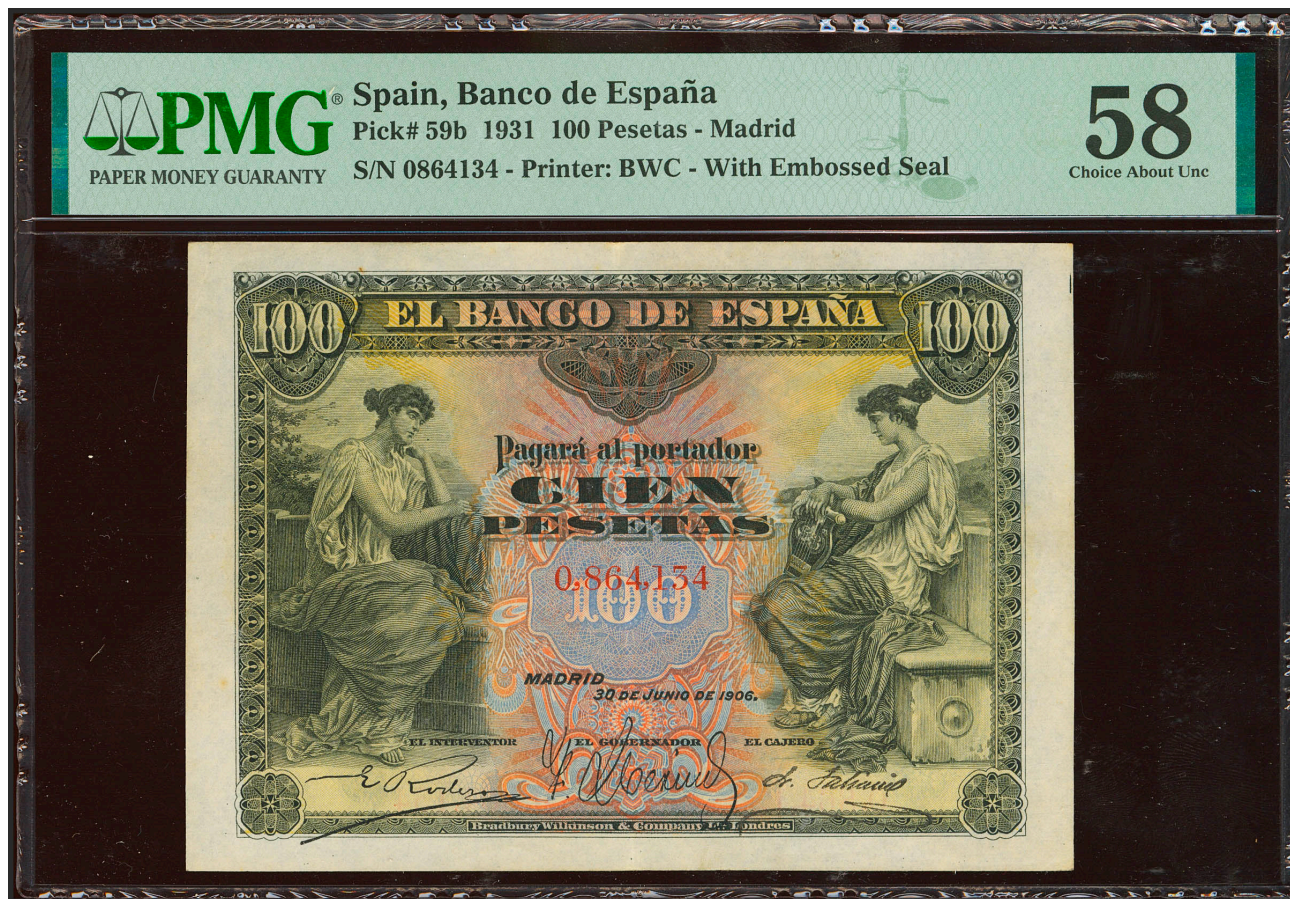 PMG®
PAPER MONEY GUARANTY
Spain, Banco de España
Pick# 59b 1931 100 Pesetas - Madrid
S/N 0864134 - Printer: BWC - With Embossed Seal
58
Choice About Unc
100 EL BANCO DE ESPAÑA 100
Pagará al portador
CIEN
PESETAS
0,864,134
100
MADRID
30 DE JUNIO DE 1906.
EL INTERVENTOR EL GOBERNADOR EL CAJERO
Bradbury Wilkinson & Company Ld. Londres